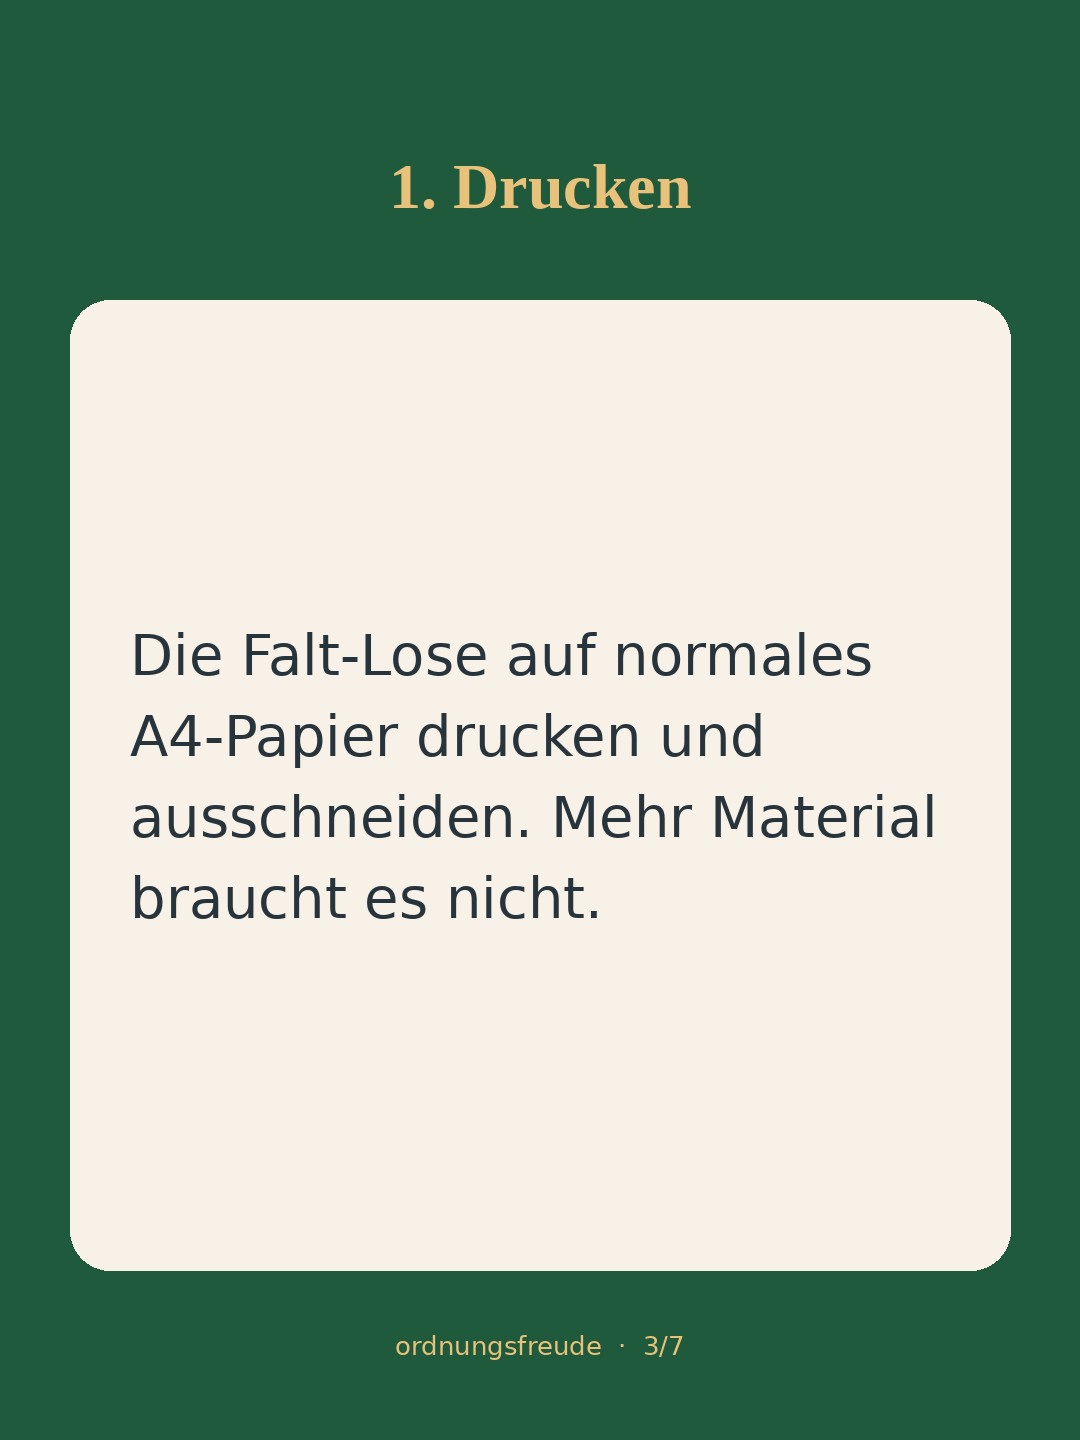 1. Drucken
Die Falt-Lose auf normales
A4-Papier drucken und
ausschneiden. Mehr Material
braucht es nicht.
ordnungsfreude · 3/7